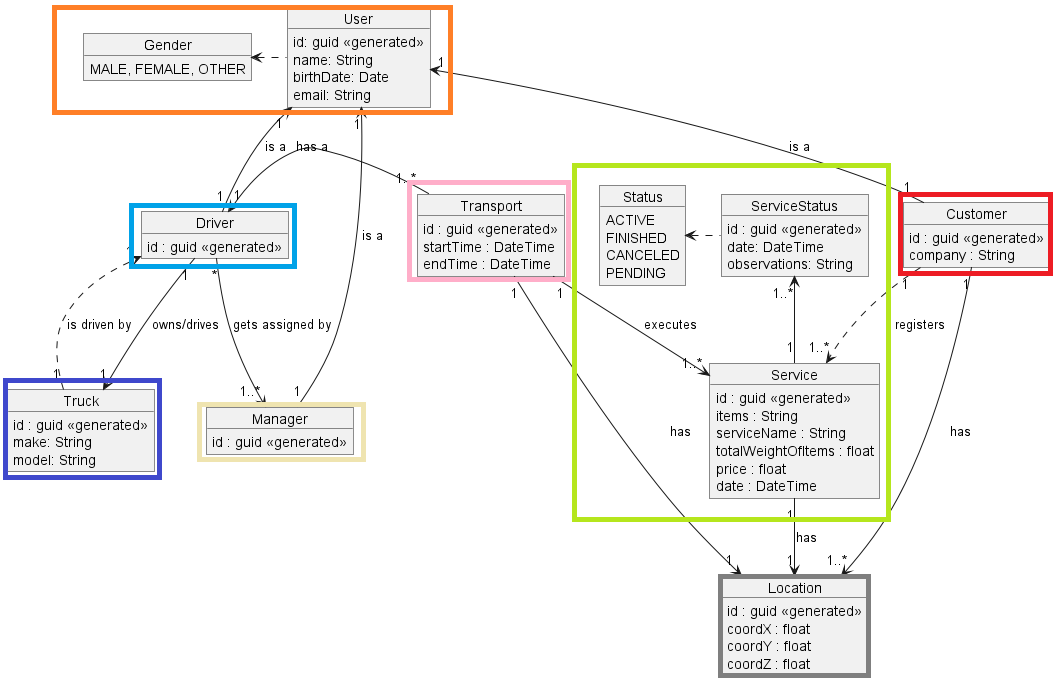 User
id: guid «generated»
name: String
birthDate: Date
email: String
Gender
MALE, FEMALE, OTHER
1
1
1
is a
has a
is a
1
1
1..*
1
Driver
id : guid «generated»
Transport
id : guid «generated»
startTime : DateTime
endTime : DateTime
Status
ACTIVE
FINISHED
CANCELED
PENDING
ServiceStatus
id : guid «generated»
date: DateTime
observations: String
Customer
id : guid «generated»
company : String
is a
1
*
1
1
1
1
1..*
is driven by
owns/drives
gets assigned by
executes
registers
1
1..*
1
1
1..*
1
1..*
Truck
id : guid «generated»
make: String
model: String
Manager
id : guid «generated»
Service
id : guid «generated»
items : String
serviceName : String
totalWeightOfItems : float
price : float
date : DateTime
has
has
1
has
1
1
1..*
Location
id : guid «generated»
coordX : float
coordY : float
coordZ : float